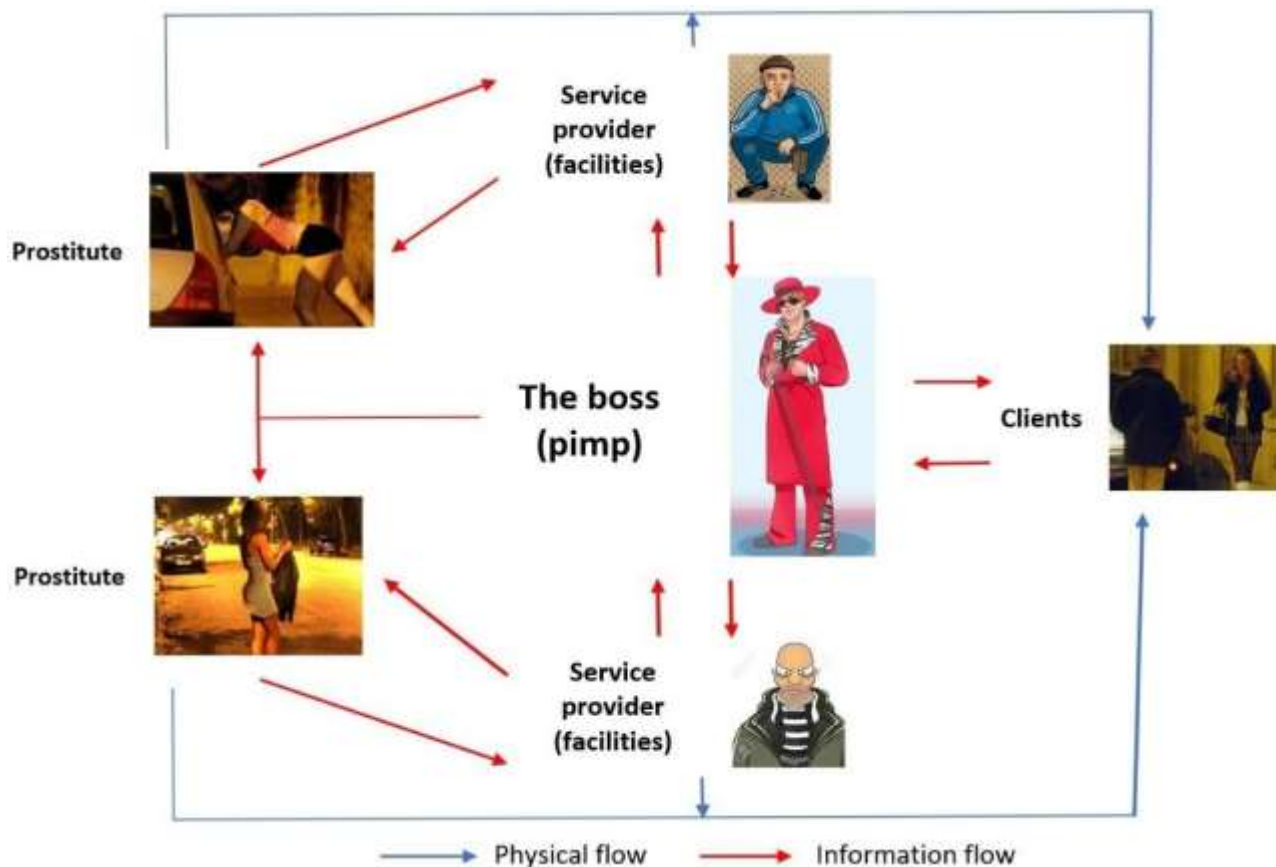 Service
provider
(facilities)
Prostitute
The boss
(pimp)
Clients
Prostitute
Service
provider
(facilities)
Physical flow
Information flow